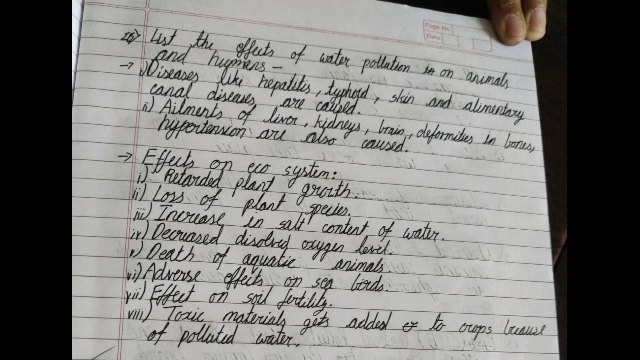 Page No.
Date
List the effects of water pollution in on animals
and humens -
→ i) Diseases like hepatitis, typhoid, skin and alimentary
canal diseases are caused.
ii) Ailments of liver, kidneys, brain, deformities in bones,
hypertension are also caused.
→ Effects on eco system:
i) Retarded plant growth.
ii) Loss of plant species.
iii) Increase in salt content of water.
iv) Decreased disolved oxygen level.
v) Death of aquatic animals
vi) Adverse effects on sea birds.
vii) Effect on soil fertility.
viii) Toxic materials gets added to crops because
of polluted water.